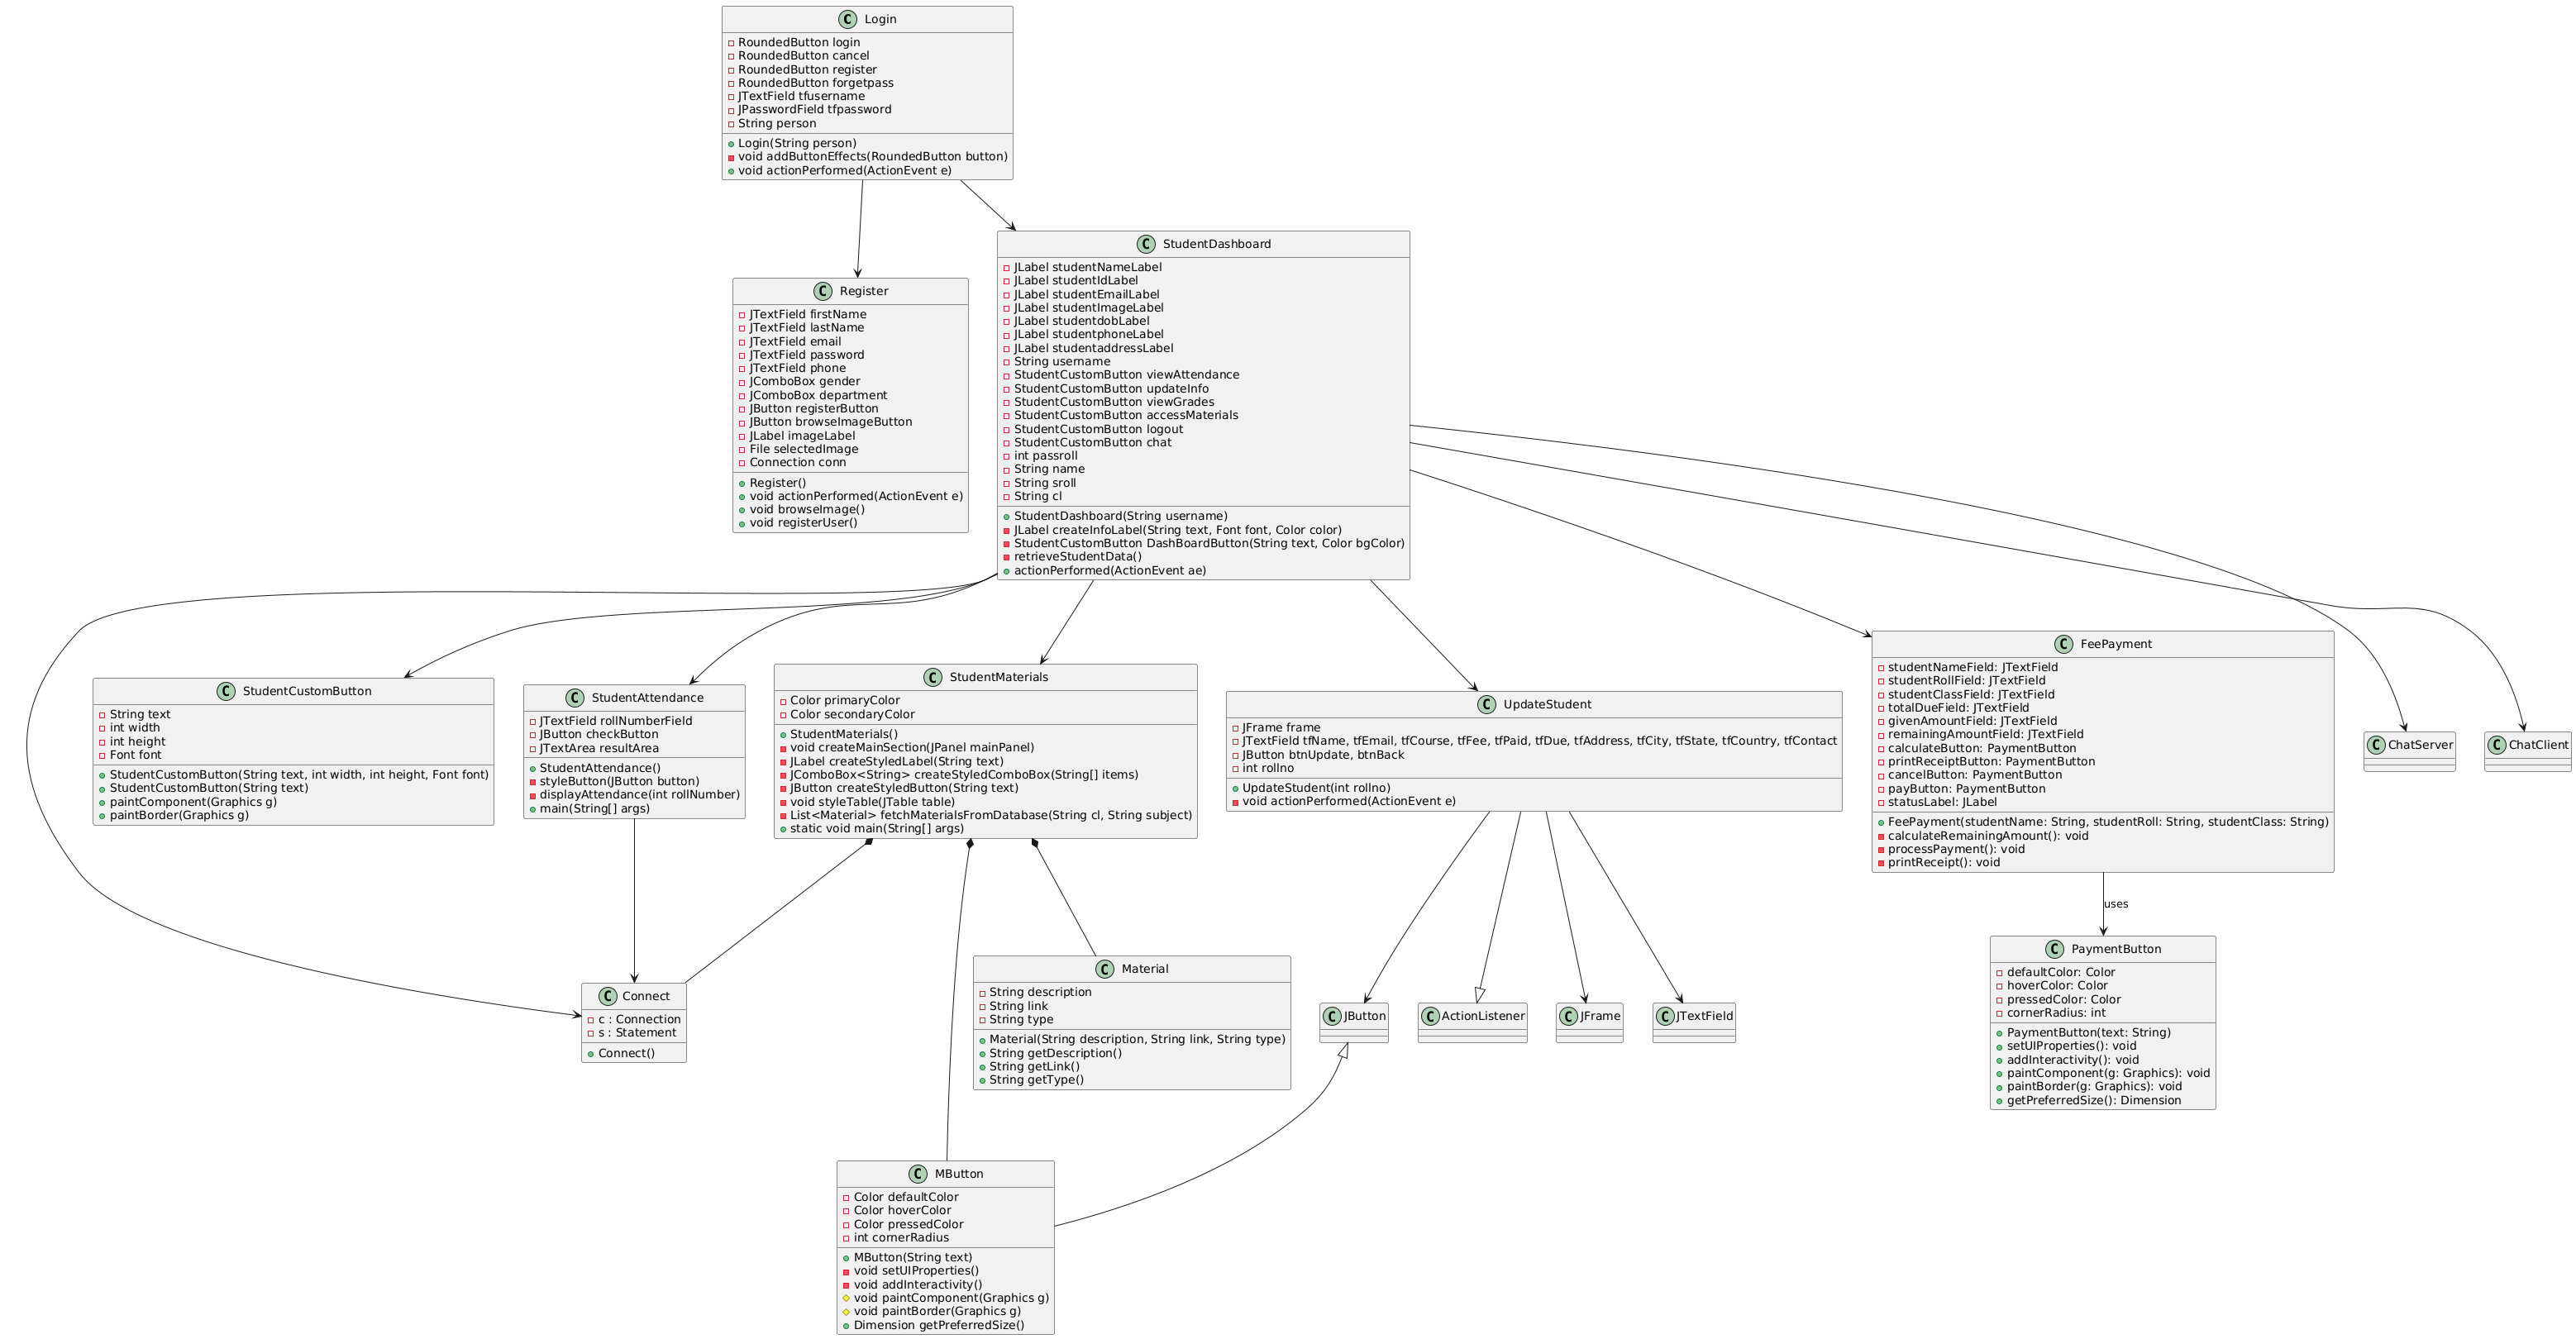 C Login
RoundedButton login
RoundedButton cancel
RoundedButton register
RoundedButton forgetpass
JTextField tfusername
JPasswordField tfpassword
String person
Login(String person)
void addButtonEffects(RoundedButton button)
void actionPerformed(ActionEvent e)
C Register
JTextField firstName
JTextField lastName
JTextField email
JTextField password
JTextField phone
JComboBox gender
JComboBox department
JButton registerButton
JButton browseImageButton
JLabel imageLabel
File selectedImage
Connection conn
Register()
void actionPerformed(ActionEvent e)
void browseImage()
void registerUser()
C StudentDashboard
JLabel studentNameLabel
JLabel studentIdLabel
JLabel studentEmailLabel
JLabel studentImageLabel
JLabel studentdobLabel
JLabel studentphoneLabel
JLabel studentaddressLabel
String username
StudentCustomButton viewAttendance
StudentCustomButton updateInfo
StudentCustomButton viewGrades
StudentCustomButton accessMaterials
StudentCustomButton logout
StudentCustomButton chat
int passroll
String name
String sroll
String cl
StudentDashboard(String username)
JLabel createInfoLabel(String text, Font font, Color color)
StudentCustomButton DashBoardButton(String text, Color bgColor)
retrieveStudentData()
actionPerformed(ActionEvent ae)
C StudentCustomButton
String text
int width
int height
Font font
StudentCustomButton(String text, int width, int height, Font font)
StudentCustomButton(String text)
paintComponent(Graphics g)
paintBorder(Graphics g)
C StudentAttendance
JTextField rollNumberField
JButton checkButton
JTextArea resultArea
StudentAttendance()
styleButton(JButton button)
displayAttendance(int rollNumber)
main(String[] args)
C StudentMaterials
Color primaryColor
Color secondaryColor
StudentMaterials()
void createMainSection(JPanel mainPanel)
JLabel createStyledLabel(String text)
JComboBox<String> createStyledComboBox(String[] items)
JButton createStyledButton(String text)
void styleTable(JTable table)
List<Material> fetchMaterialsFromDatabase(String cl, String subject)
static void main(String[] args)
C UpdateStudent
JFrame frame
JTextField tfName, tfEmail, tfCourse, tfFee, tfPaid, tfDue, tfAddress, tfCity, tfState, tfCountry, tfContact
JButton btnUpdate, btnBack
int rollno
UpdateStudent(int rollno)
void actionPerformed(ActionEvent e)
C FeePayment
studentNameField: JTextField
studentRollField: JTextField
studentClassField: JTextField
totalDueField: JTextField
givenAmountField: JTextField
remainingAmountField: JTextField
calculateButton: PaymentButton
printReceiptButton: PaymentButton
cancelButton: PaymentButton
payButton: PaymentButton
statusLabel: JLabel
FeePayment(studentName: String, studentRoll: String, studentClass: String)
calculateRemainingAmount(): void
processPayment(): void
printReceipt(): void
C ChatServer
C ChatClient
uses
C Connect
c : Connection
s : Statement
Connect()
C Material
String description
String link
String type
Material(String description, String link, String type)
String getDescription()
String getLink()
String getType()
C JButton
C ActionListener
C JFrame
C JTextField
C PaymentButton
defaultColor: Color
hoverColor: Color
pressedColor: Color
cornerRadius: int
PaymentButton(text: String)
setUIProperties(): void
addInteractivity(): void
paintComponent(g: Graphics): void
paintBorder(g: Graphics): void
getPreferredSize(): Dimension
C MButton
Color defaultColor
Color hoverColor
Color pressedColor
int cornerRadius
MButton(String text)
void setUIProperties()
void addInteractivity()
void paintComponent(Graphics g)
void paintBorder(Graphics g)
Dimension getPreferredSize()